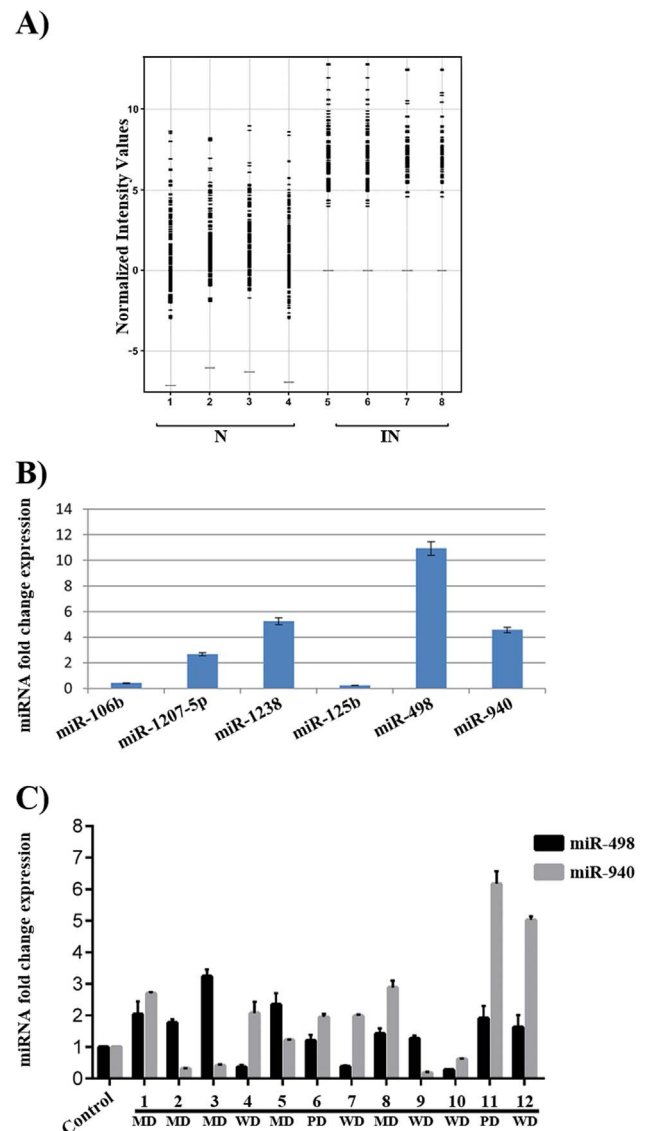 A)
Normalized Intensity Values
10
5
0
-5
1 2 3 4 5 6 7 8
N IN
B)
miRNA fold change expression
14
12
10
8
6
4
2
0
miR-106b miR-1207-5p miR-1238 miR-125b miR-498 miR-940
C)
miRNA fold change expression
8
7
6
5
4
3
2
1
0
miR-498
miR-940
Control 1 2 3 4 5 6 7 8 9 10 11 12
MD MD MD WD MD PD WD MD WD WD PD WD